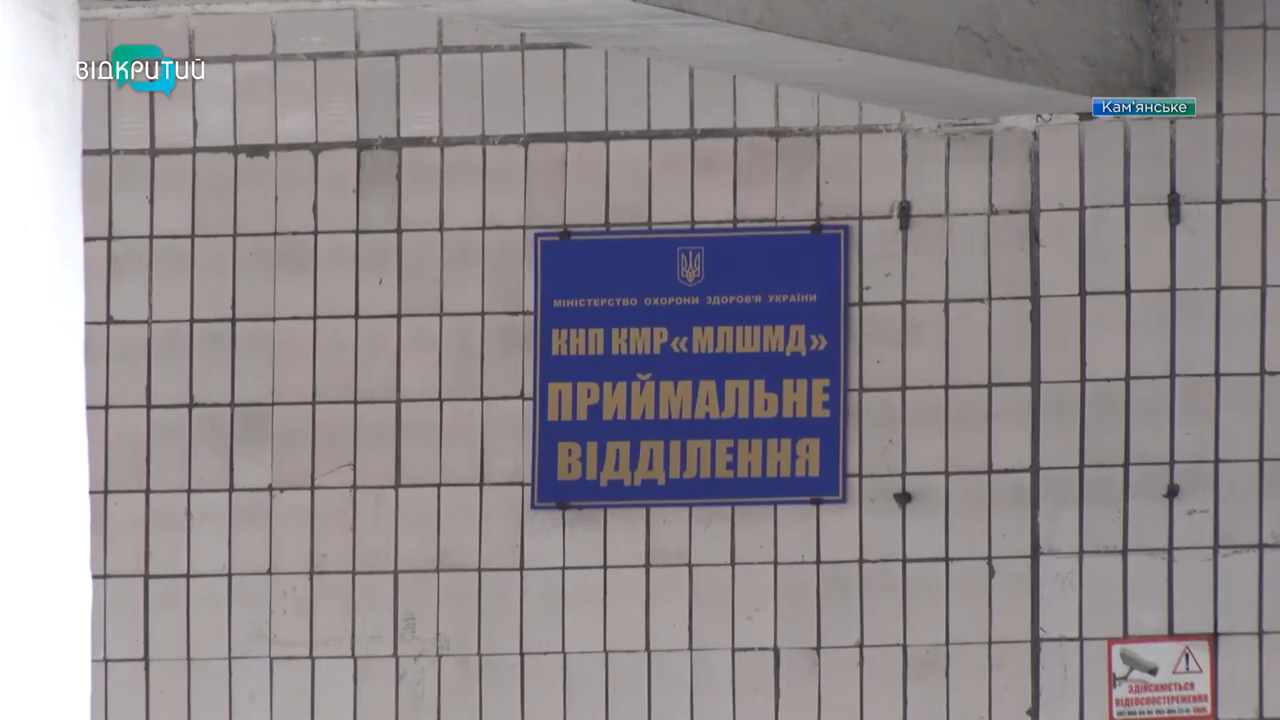 ВІДКРИТИЙ
Кам'янське
МІНІСТЕРСТВО ОХОРОНИ ЗДОРОВ'Я УКРАЇНИ
КНП КМР «МЛШМД»
ПРИЙМАЛЬНЕ
ВІДДІЛЕННЯ
ЗДІЙСНЮЄТЬСЯ
ВІДЕОСПОСТЕРЕЖЕННЯ